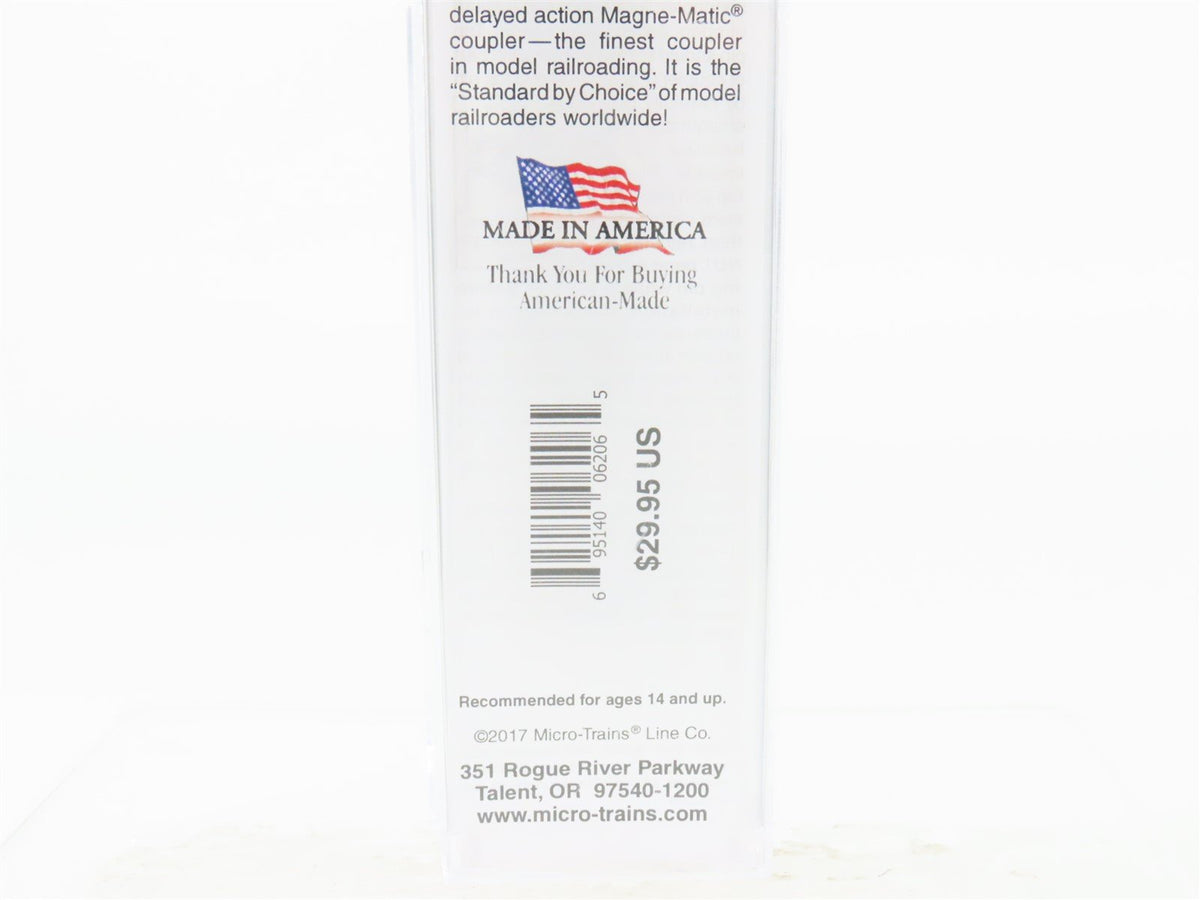 delayed action Magne-Matic®
coupler—the finest coupler
in model railroading. It is the
“Standard by Choice” of model
railroaders worldwide!
MADE IN AMERICA
Thank You For Buying
American-Made
6 95140 06206 5
$29.95 US
Recommended for ages 14 and up.
©2017 Micro-Trains® Line Co.
351 Rogue River Parkway
Talent, OR 97540-1200
www.micro-trains.com